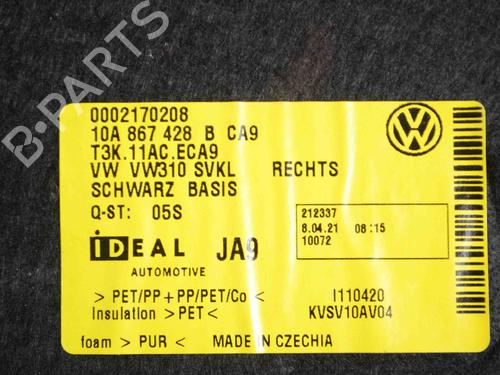 B-PARTS
0002170208
10A 867 428 B CA9
T3K.11AC.ECA9
VW VW310 SVKL RECHTS
SCHWARZ BASIS
Q-ST: 05S
212337
8.04.21 08:15
10072
iDEAL JA9
AUTOMOTIVE
> PET/PP + PP/PET/Co < I110420
Insulation > PET < KVSV10AV04
foam > PUR < MADE IN CZECHIA